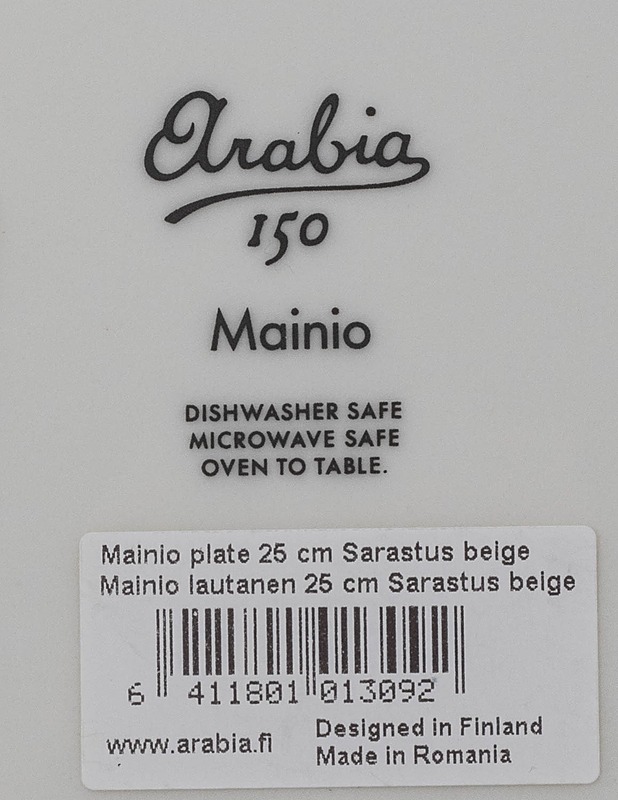 Arabia
150
Mainio
DISHWASHER SAFE
MICROWAVE SAFE
OVEN TO TABLE.
Mainio plate 25 cm Sarastus beige
Mainio lautanen 25 cm Sarastus beige
6 411801 013092
www.arabia.fi
Designed in Finland
Made in Romania